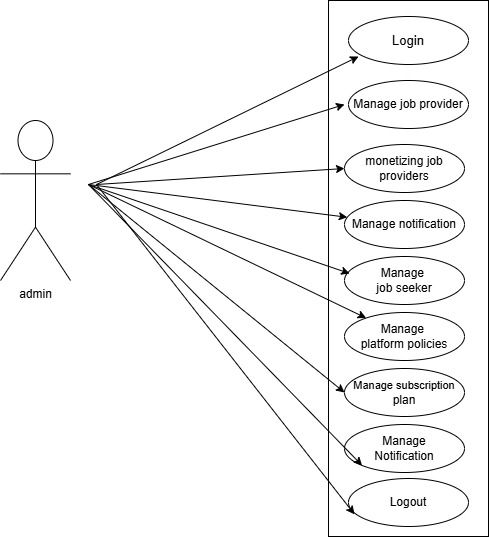 Login
Manage job provider
monetizing job
providers
Manage notification
Manage
job seeker
admin
Manage
platform policies
Manage subscription
plan
Manage
Notification
Logout